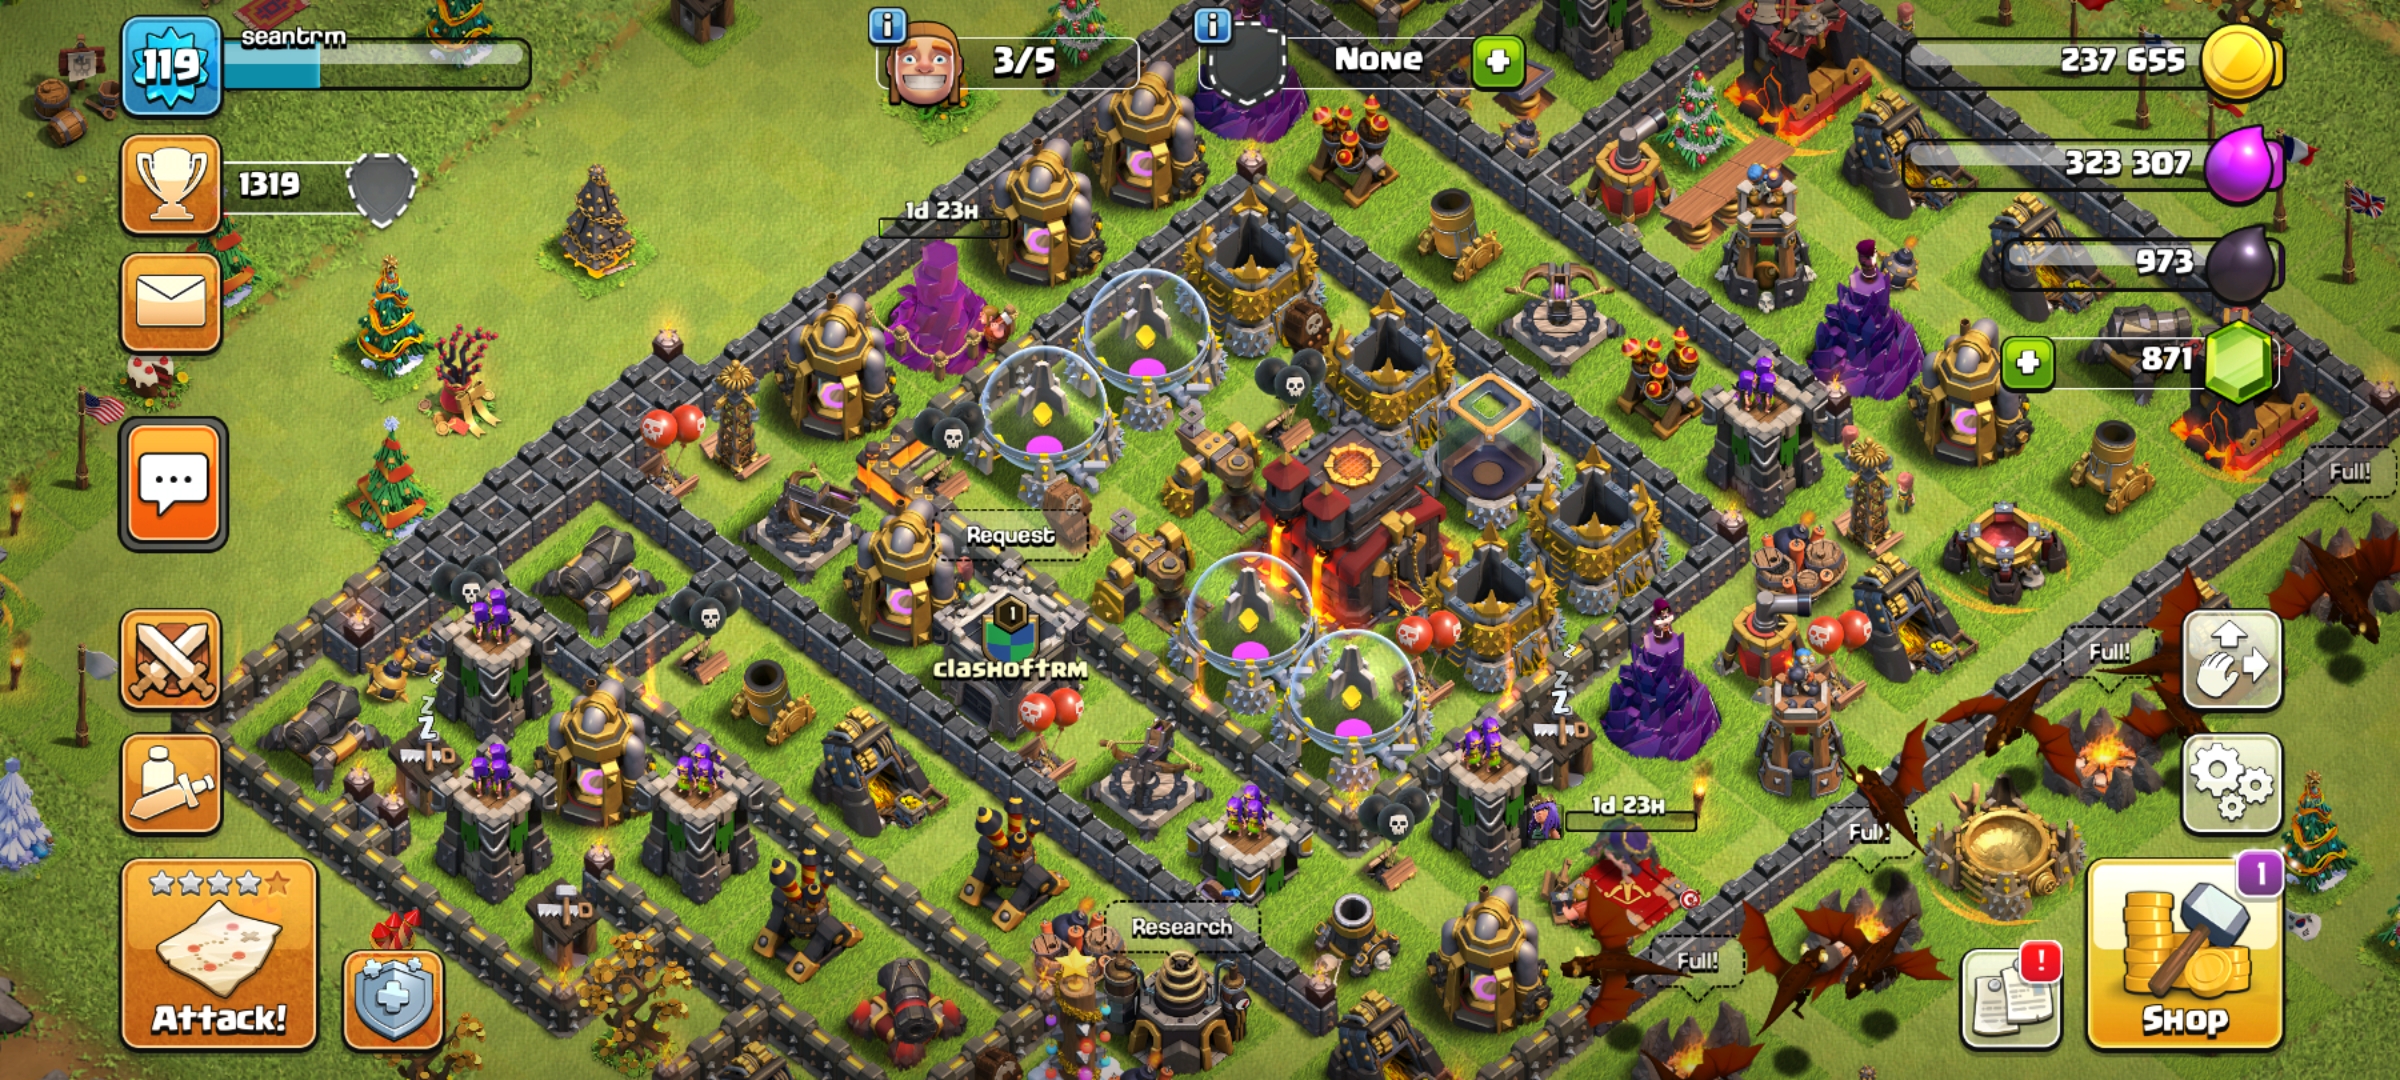 seantrm
119
3/5
None
237 655
1319
323 307
1d 23h
973
871
Full!
Request
1
clashoftrm
Full!
z
Z
Z
z
Z
Z
1d 23h
Full!
1
Research
Full!
!
Attack!
Shop